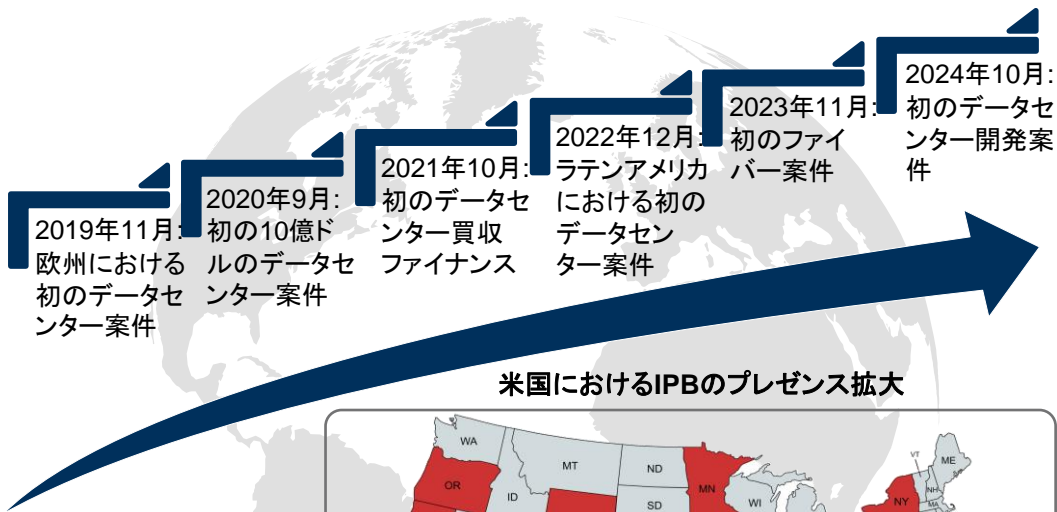 2019年11月:
欧州における
初のデータセ
ンター案件
2020年9月:
初の10億ド
ルのデータセ
ンター案件
2021年10月:
初のデータセ
ンター買収
ファイナンス
2022年12月:
ラテンアメリカ
における初の
データセン
ター案件
2023年11月:
初のファイ
バー案件
2024年10月:
初のデータセ
ンター開発案
件
米国におけるIPBのプレゼンス拡大
WA
MT
ND
MN
VT
ME
OR
ID
SD
WI
NY
NH
MA